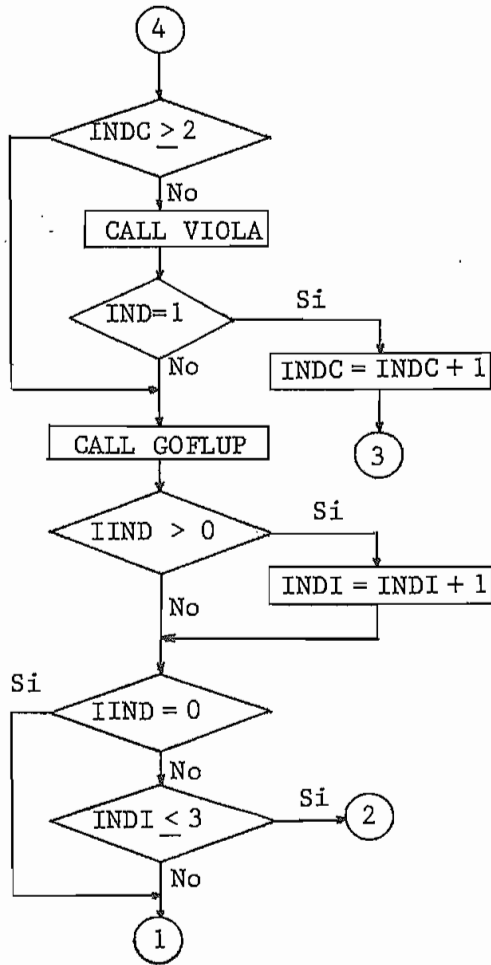 4
INDC ≥ 2
No
CALL VIOLA
IND=1
Si
No
INDC = INDC + 1
3
CALL GOFLUP
IIND > 0
Si
INDI = INDI + 1
No
Si
IIND = 0
No
INDI ≤ 3
Si
2
No
1